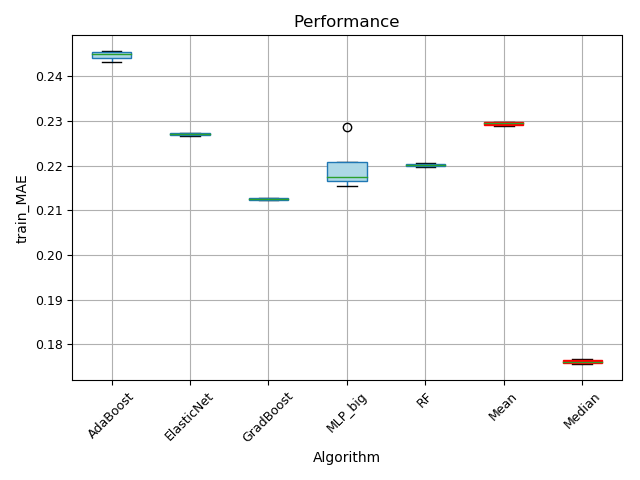 Performance
train_MAE
0.24
0.23
0.22
0.21
0.20
0.19
0.18
AdaBoost
ElasticNet
GradBoost
MLP_big
RF
Mean
Median
Algorithm